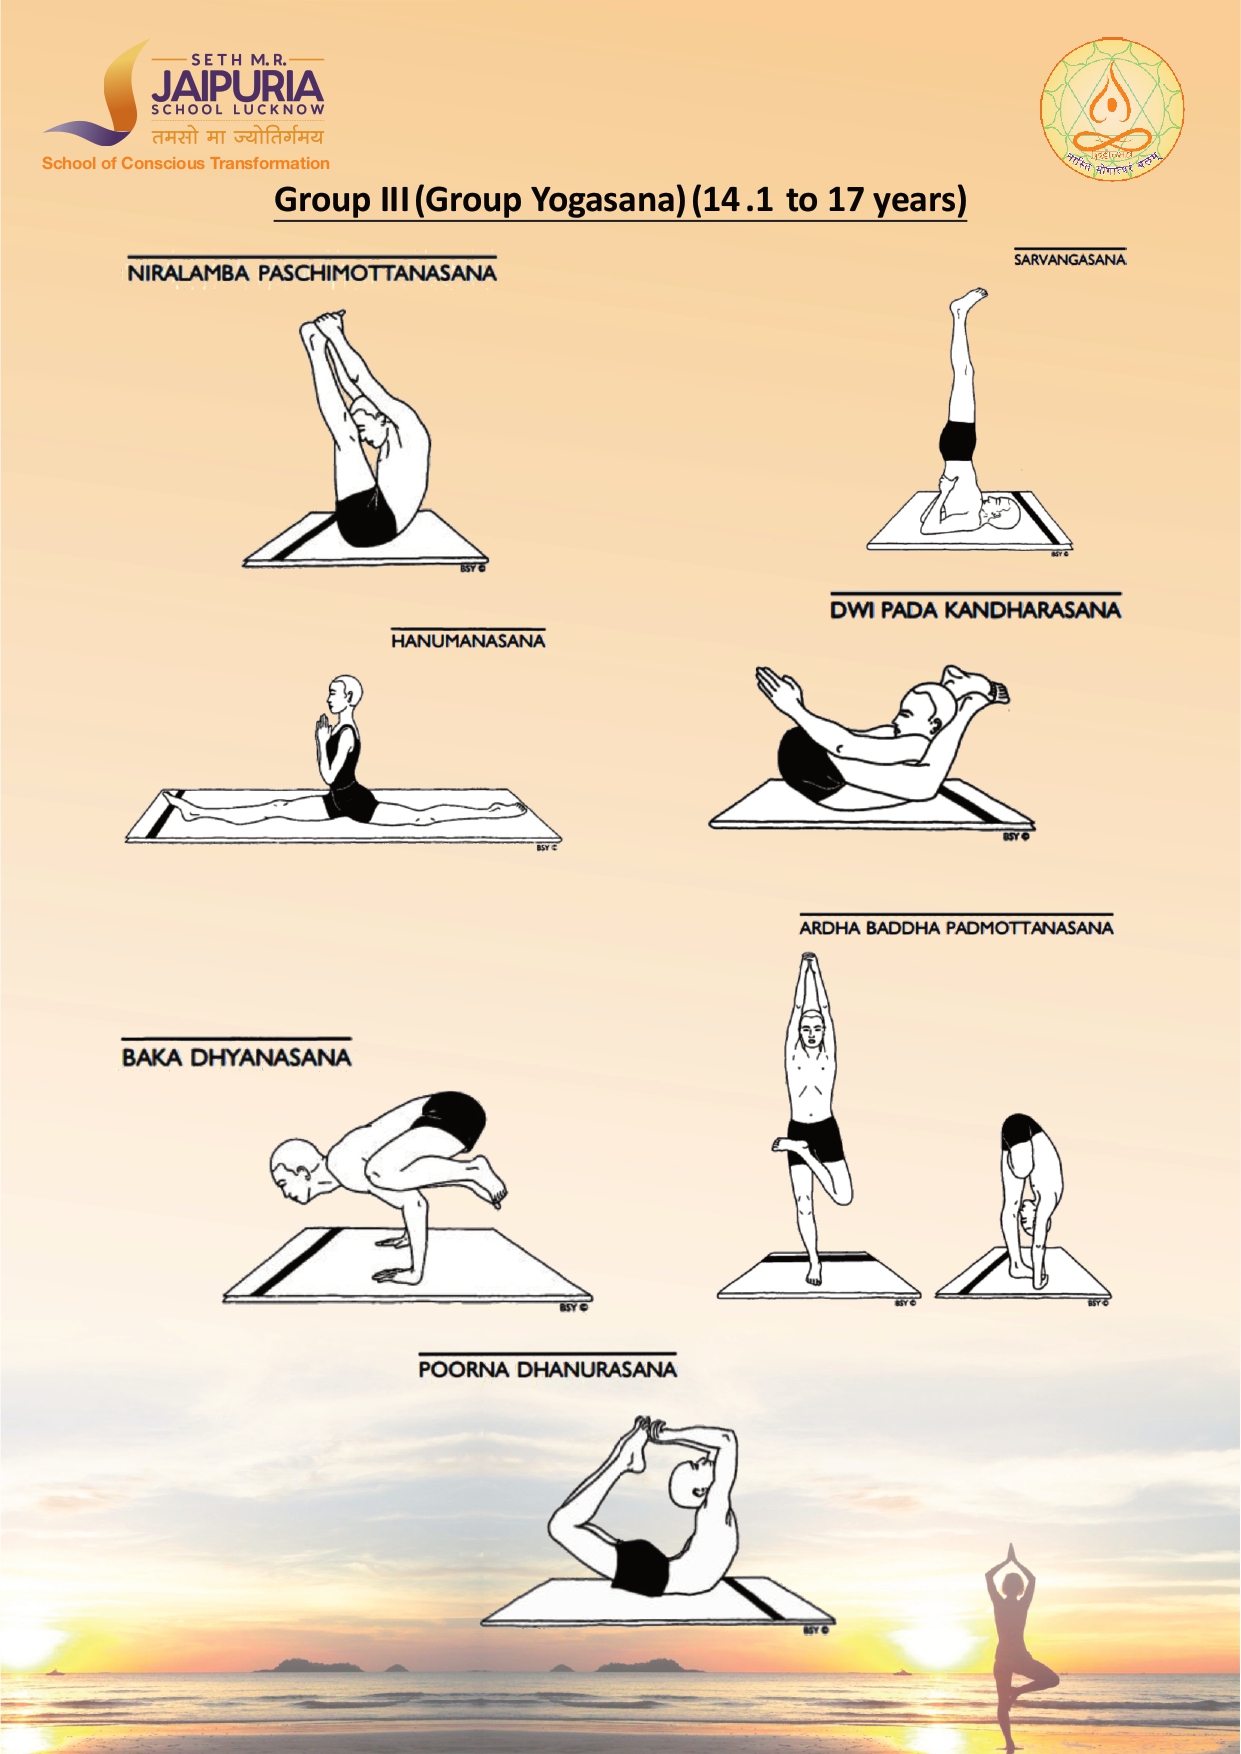 SETH M.R.
JAIPURIA
SCHOOL LUCKNOW
तमसो मा ज्योतिर्गमय
School of Conscious Transformation
नास्ति योगात्परं बलम्
Group III (Group Yogasana) (14 .1 to 17 years)
NIRALAMBA PASCHIMOTTANASANA
SARVANGASANA
BSY ©
BSY ©
DWI PADA KANDHARASANA
HANUMANASANA
BSY ©
BSY ©
ARDHA BADDHA PADMOTTANASANA
BAKA DHYANASANA
BSY ©
BSY ©
BSY ©
POORNA DHANURASANA
BSY ©